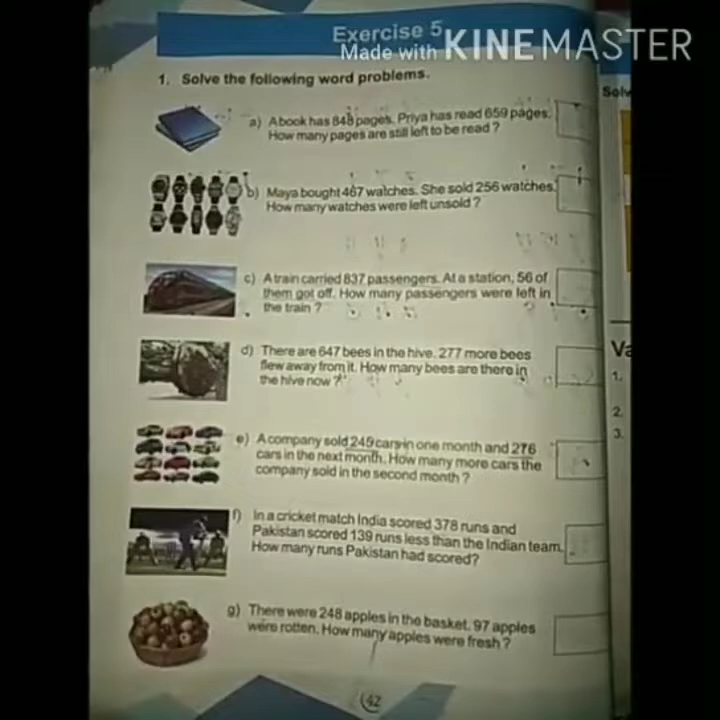 Exercise 5
Made with KINEMASTER
1. Solve the following word problems.
Solv
a) A book has 848 pages. Priya has read 659 pages.
How many pages are still left to be read ?
b) Maya bought 467 watches. She sold 256 watches.
How many watches were left unsold ?
c) A train carried 837 passengers. At a station, 56 of
them got off. How many passengers were left in
the train ?
d) There are 647 bees in the hive. 277 more bees
flew away from it. How many bees are there in
the hive now ?
Va
1.
2.
3.
e) A company sold 249 cars in one month and 276
cars in the next month. How many more cars the
company sold in the second month ?
f) In a cricket match India scored 378 runs and
Pakistan scored 139 runs less than the Indian team.
How many runs Pakistan had scored?
g) There were 248 apples in the basket. 97 apples
were rotten. How many apples were fresh ?
42